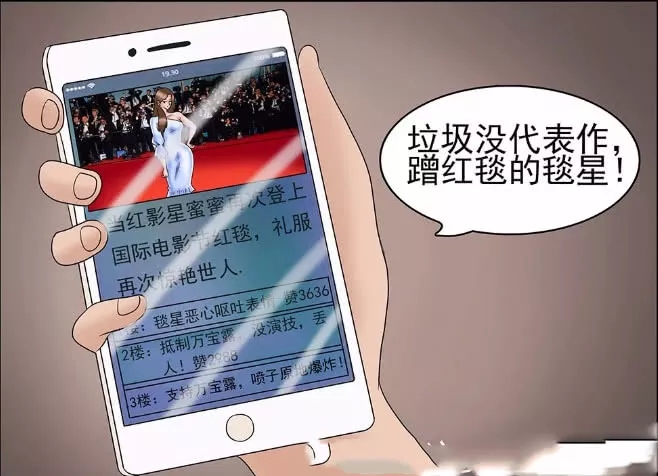 19.30
100%
当红影星蜜蜜再次登上
国际电影节红毯，礼服
再次惊艳世人.
楼：毯星恶心呕吐表情 赞3636
2楼：抵制万宝露，没演技，丢
人！赞2988
3楼：支持万宝露，喷子原地爆炸！
垃圾没代表作，
蹭红毯的毯星！